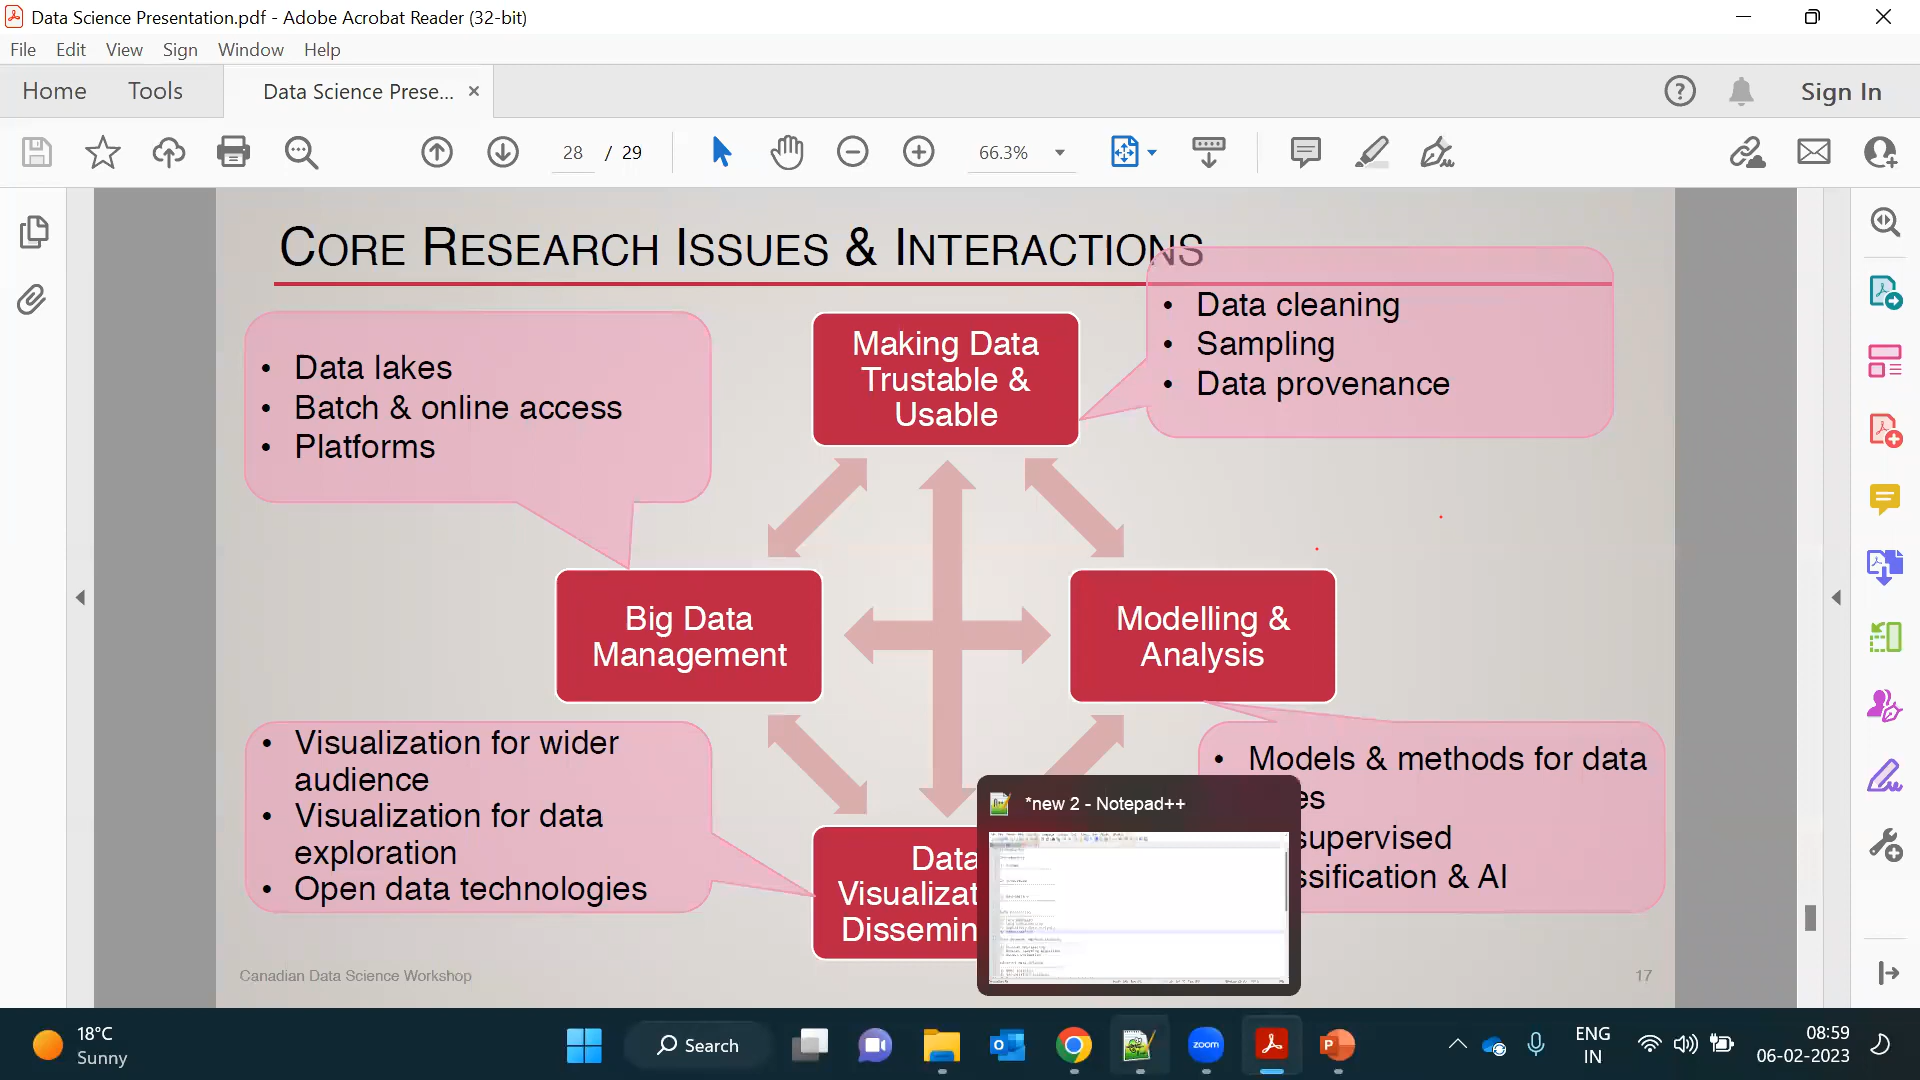 Data Science Presentation.pdf - Adobe Acrobat Reader (32-bit)
File Edit View Sign Window Help
Home Tools Data Science Prese... Sign In
28 / 29 66.3%
CORE RESEARCH ISSUES & INTERACTIONS
• Data cleaning
• Sampling
• Data provenance
Making Data
Trustable &
Usable
• Data lakes
• Batch & online access
• Platforms
Big Data
Management
Modelling &
Analysis
• Visualization for wider
audience
• Visualization for data
exploration
• Open data technologies
• Models & methods for data
es
supervised
ssification & AI
Data
Visualizat
Dissemin
*new 2 - Notepad++
Canadian Data Science Workshop
17
18°C
Sunny
Search
zoom
ENG
IN
08:59
06-02-2023